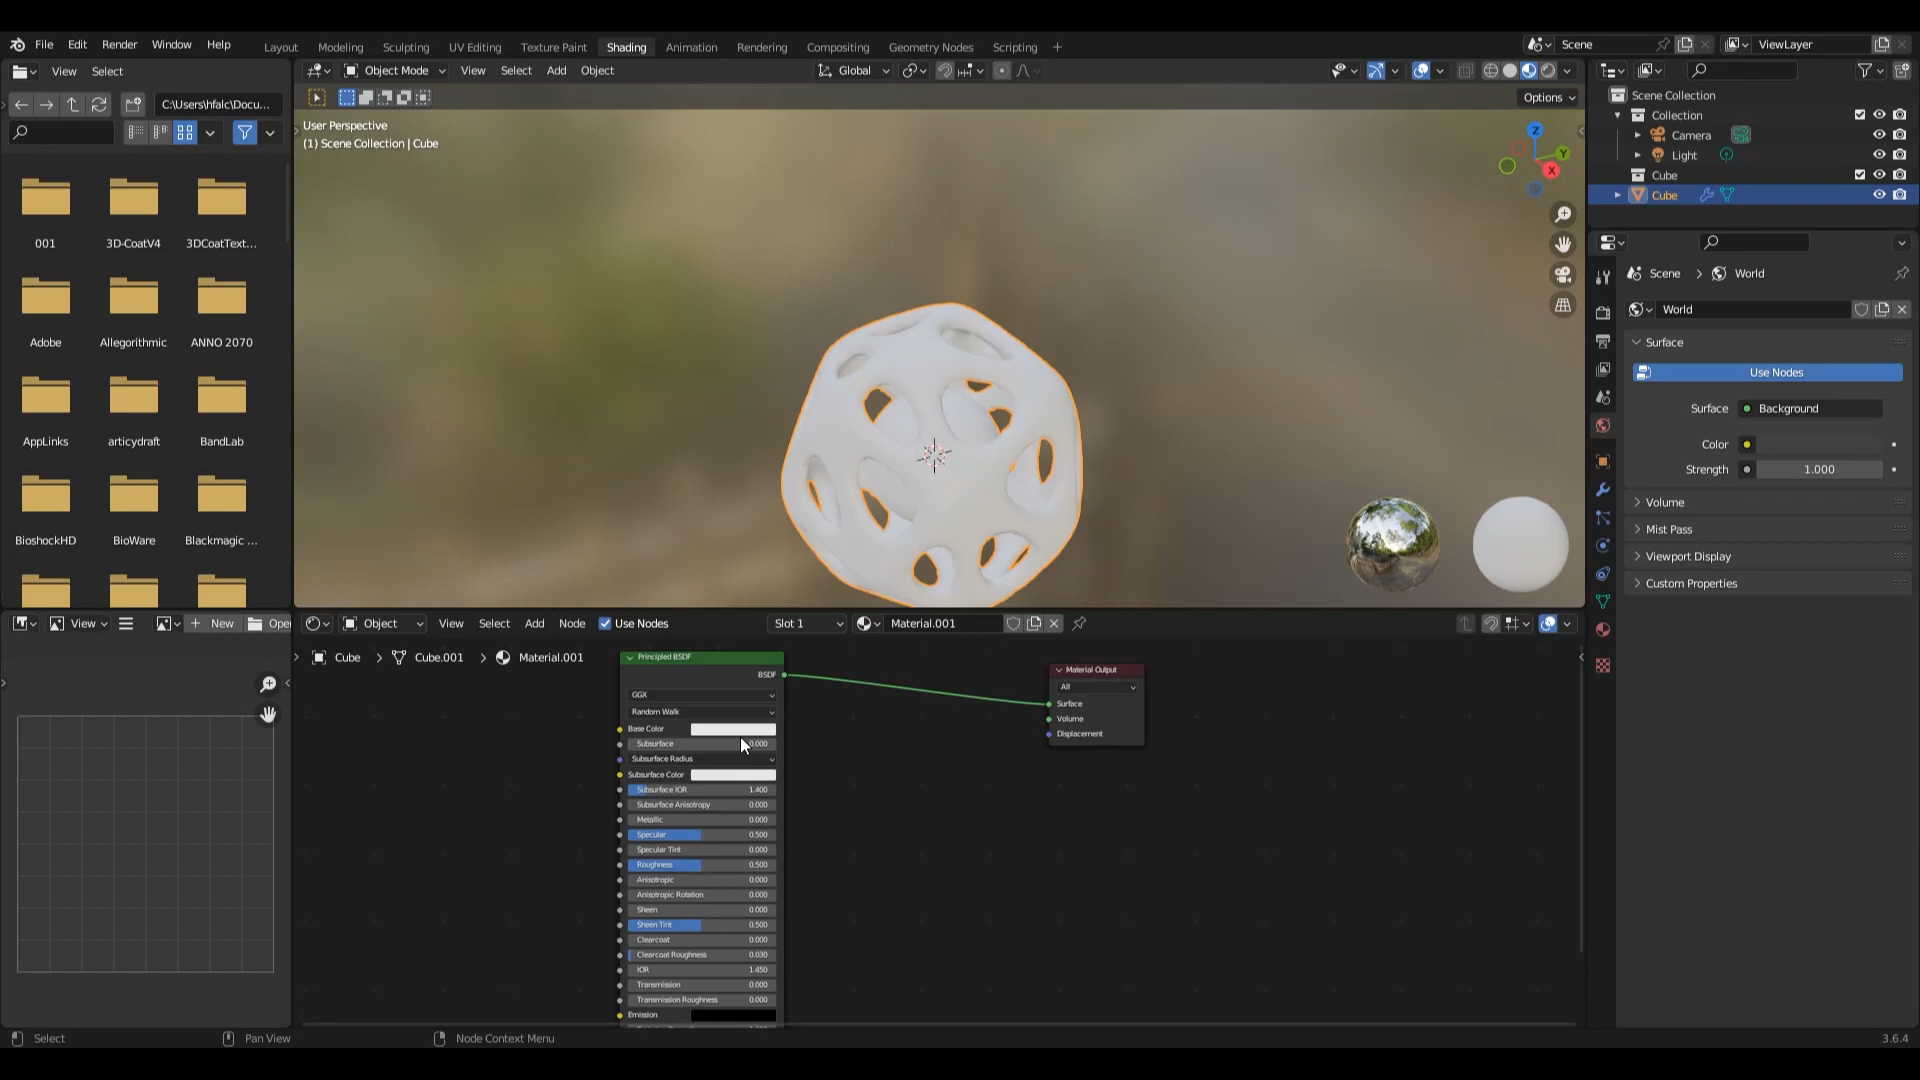 File Edit Render Window Help
Layout Modeling Sculpting UV Editing Texture Paint Shading Animation Rendering Compositing Geometry Nodes Scripting +
Scene
ViewLayer
View Select
Object Mode View Select Add Object
Global
C:\Users\hfalc\Docu...
Options
User Perspective
(1) Scene Collection | Cube
Z
Y
X
001
3D-CoatV4
3DCoatText...
Adobe
Allegorithmic
ANNO 2070
AppLinks
articydraft
BandLab
BioshockHD
BioWare
Blackmagic ...
Scene Collection
Collection
Camera
Light
Cube
Cube
Scene > World
World
Surface
Use Nodes
Surface Background
Color
Strength 1.000
Volume
Mist Pass
Viewport Display
Custom Properties
View
+ New
Oper
Object View Select Add Node Use Nodes
Slot 1
Material.001
Cube > Cube.001 > Material.001
Principled BSDF
BSDF
GGX
Random Walk
Base Color
Subsurface 0.000
Subsurface Radius
Subsurface Color
Subsurface IOR 1.400
Subsurface Anisotropy 0.000
Metallic 0.000
Specular 0.500
Specular Tint 0.000
Roughness 0.500
Anisotropic 0.000
Anisotropic Rotation 0.000
Sheen 0.000
Sheen Tint 0.500
Clearcoat 0.000
Clearcoat Roughness 0.030
IOR 1.450
Transmission 0.000
Transmission Roughness 0.000
Emission
Material Output
All
Surface
Volume
Displacement
Select
Pan View
Node Context Menu
3.6.4